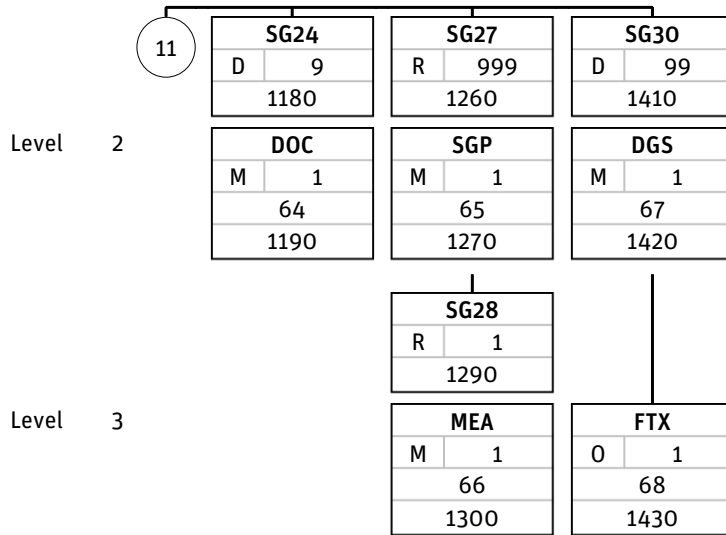 11
SG24 SG27 SG30
D 9 R 999 D 99
1180 1260 1410
Level 2
DOC SGP DGS
M 1 M 1 M 1
64 65 67
1190 1270 1420
SG28
R 1
1290
Level 3
MEA FTX
M 1 O 1
66 68
1300 1430